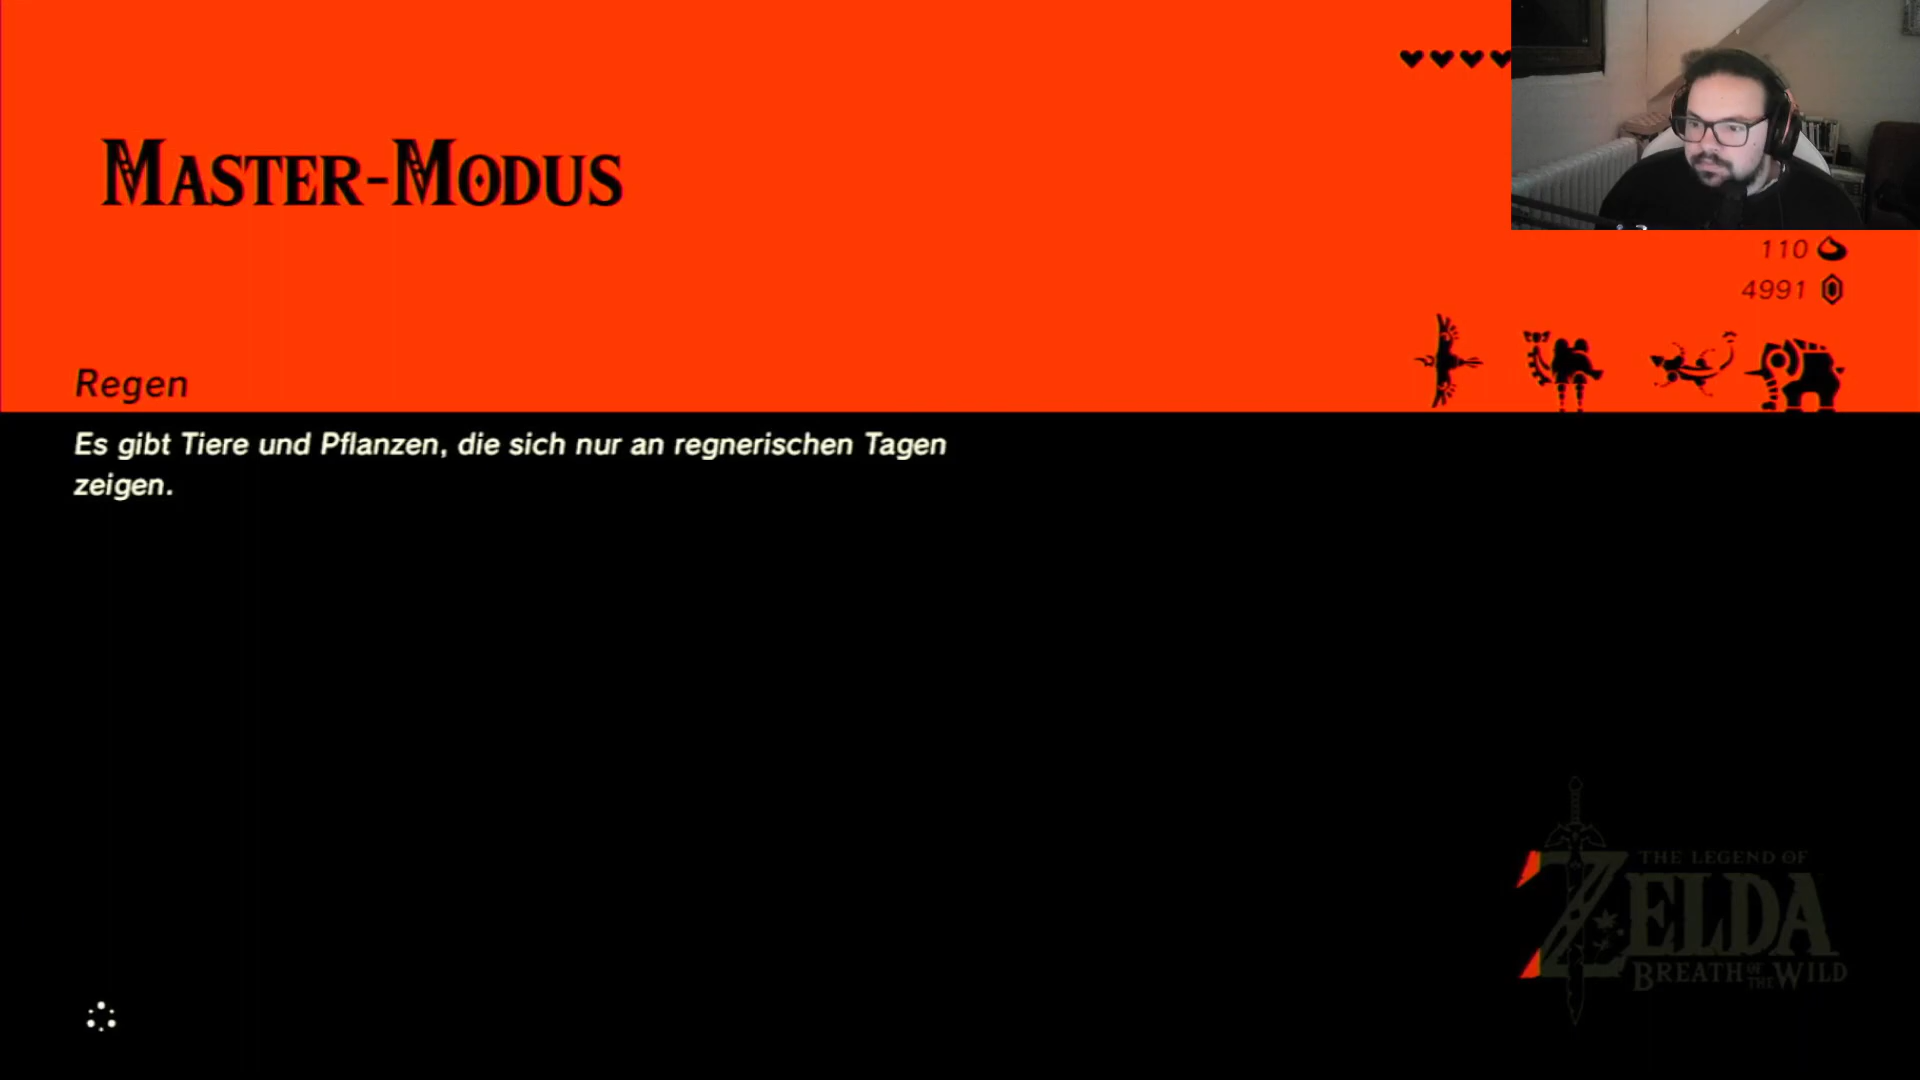 Master-Modus
110
4991
Regen
Es gibt Tiere und Pflanzen, die sich nur an regnerischen Tagen
zeigen.
THE LEGEND OF
ZELDA
BREATH OF THE WILD